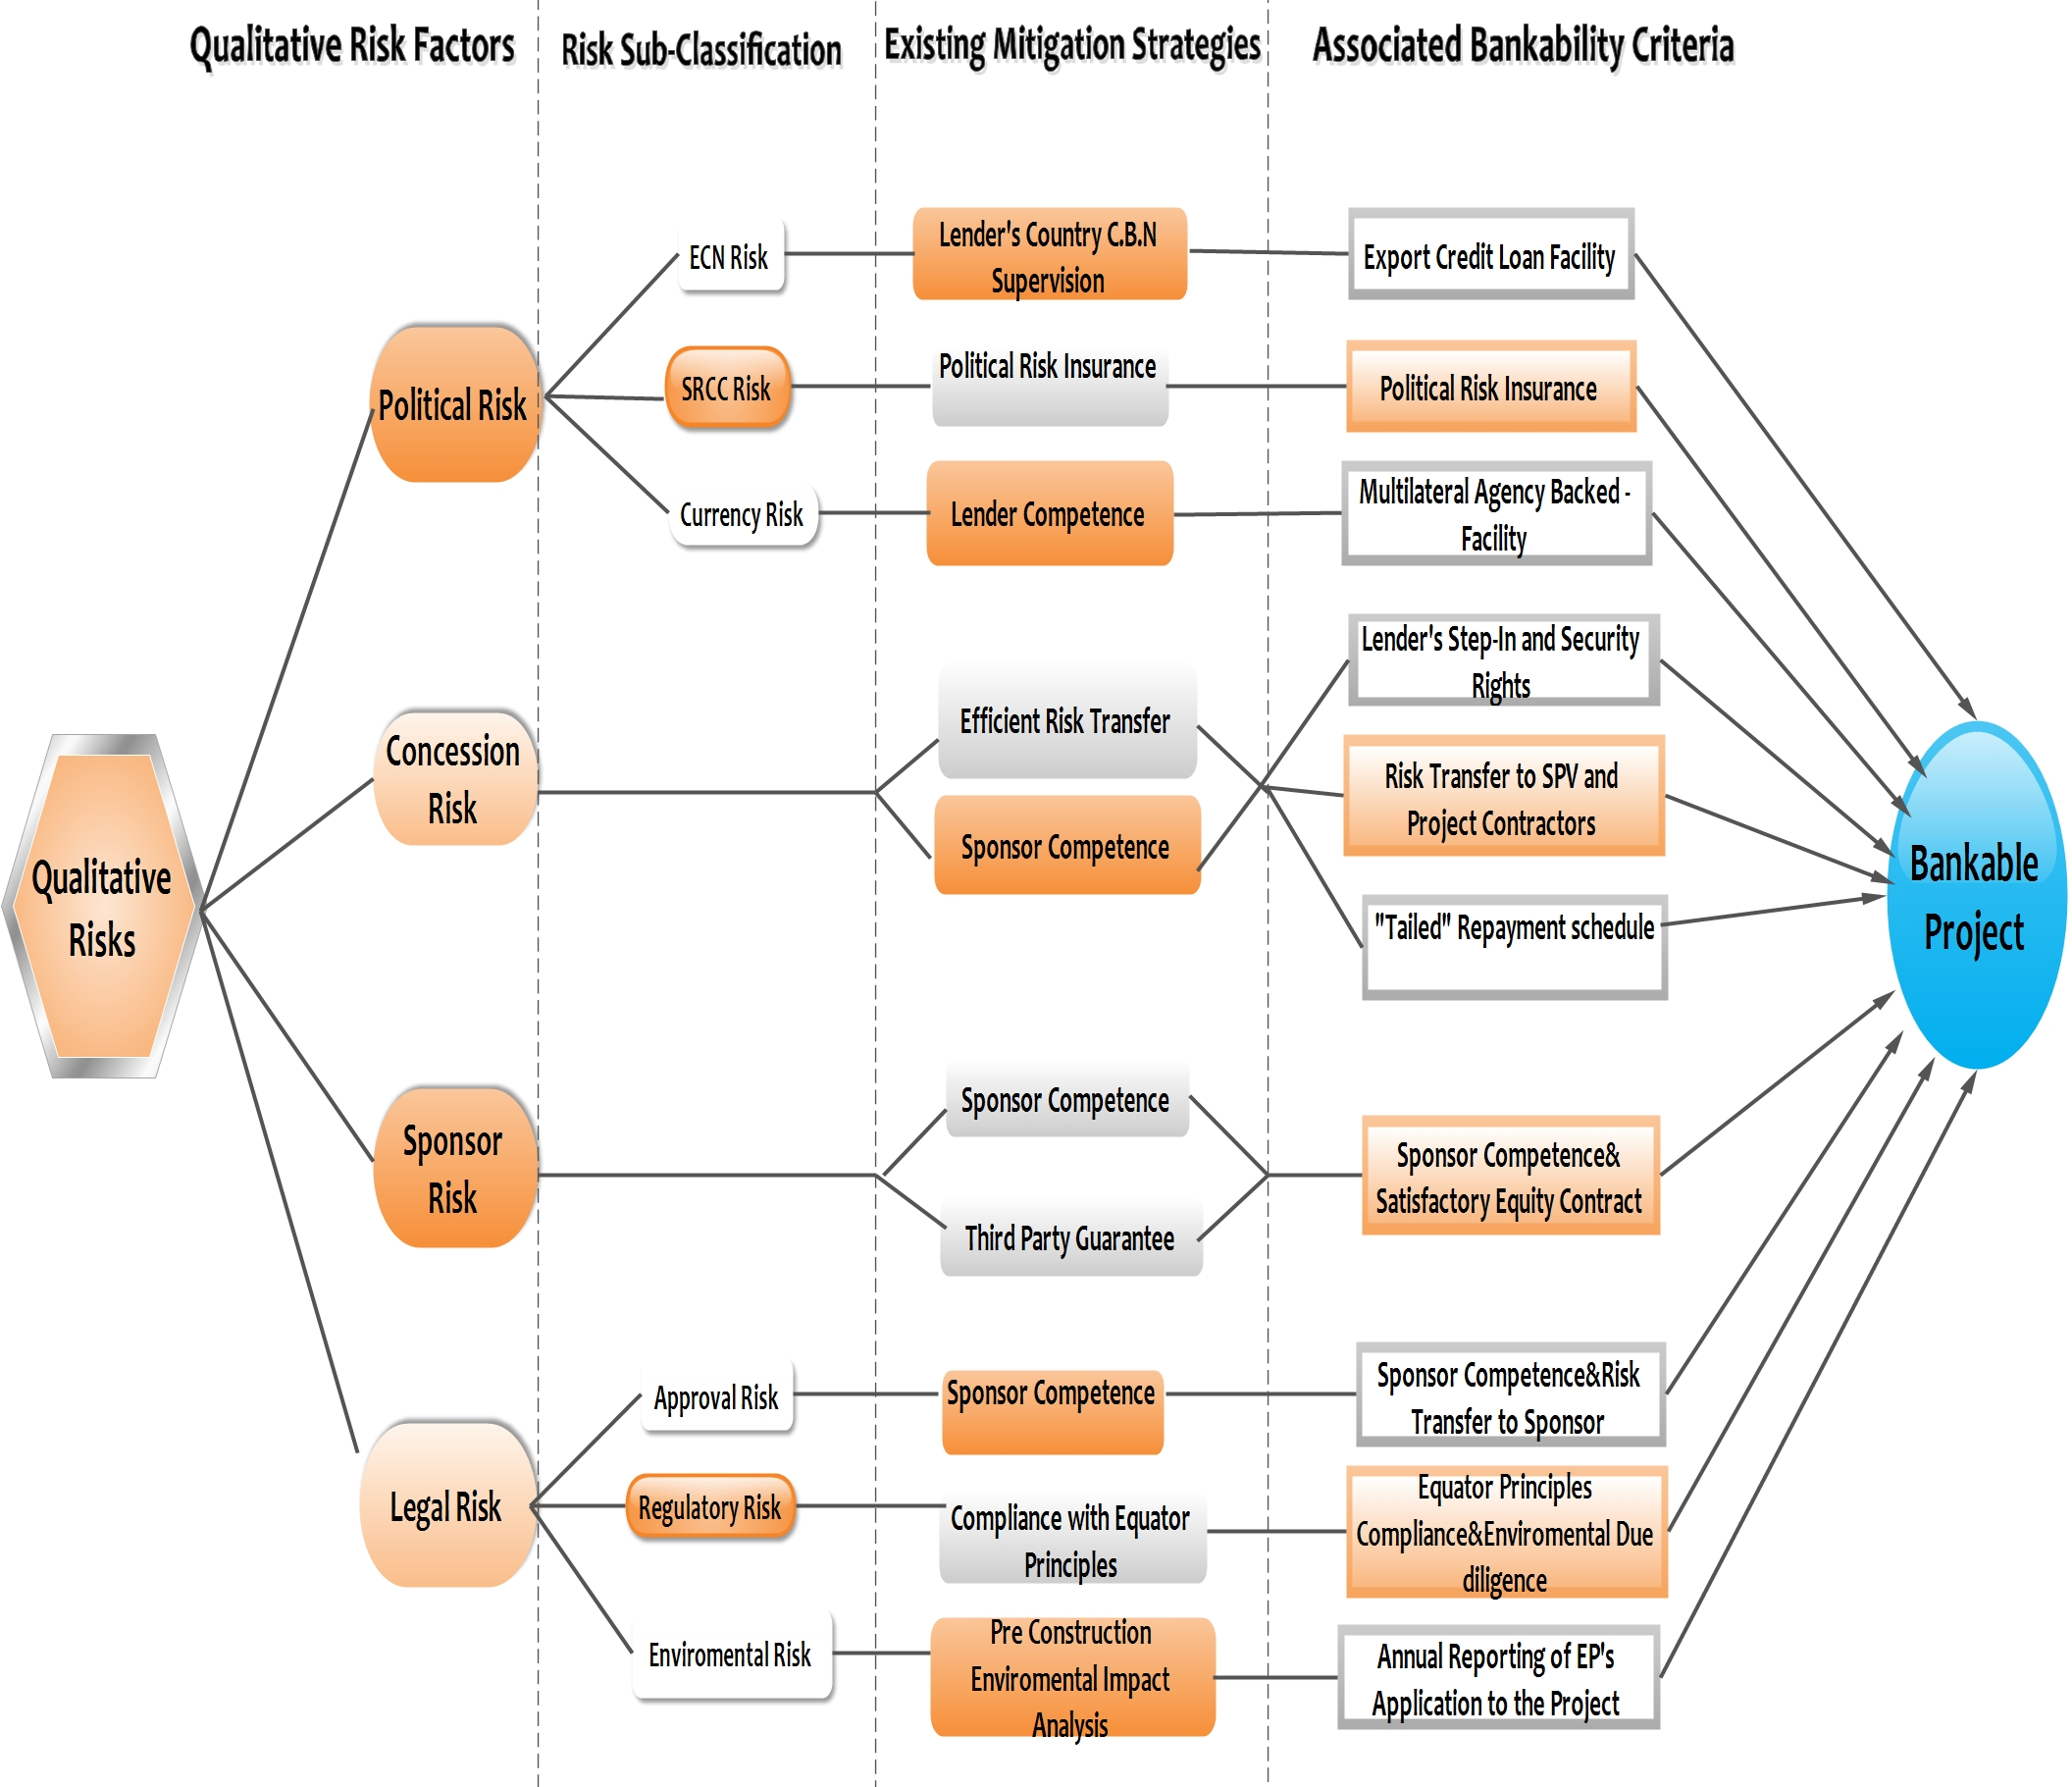 Qualitative Risk Factors
Risk Sub-Classification
Existing Mitigation Strategies
Associated Bankability Criteria
Qualitative
Risks
Political Risk
ECN Risk
Lender's Country C.B.N
Supervision
Export Credit Loan Facility
SRCC Risk
Political Risk Insurance
Political Risk Insurance
Currency Risk
Lender Competence
Multilateral Agency Backed -
Facility
Concession
Risk
Efficient Risk Transfer
Sponsor Competence
Lender's Step-In and Security
Rights
Risk Transfer to SPV and
Project Contractors
"Tailed" Repayment schedule
Sponsor
Risk
Sponsor Competence
Third Party Guarantee
Sponsor Competence&
Satisfactory Equity Contract
Legal Risk
Approval Risk
Sponsor Competence
Sponsor Competence&Risk
Transfer to Sponsor
Regulatory Risk
Compliance with Equator
Principles
Equator Principles
Compliance&Enviromental Due
diligence
Enviromental Risk
Pre Construction
Enviromental Impact
Analysis
Annual Reporting of EP's
Application to the Project
Bankable
Project